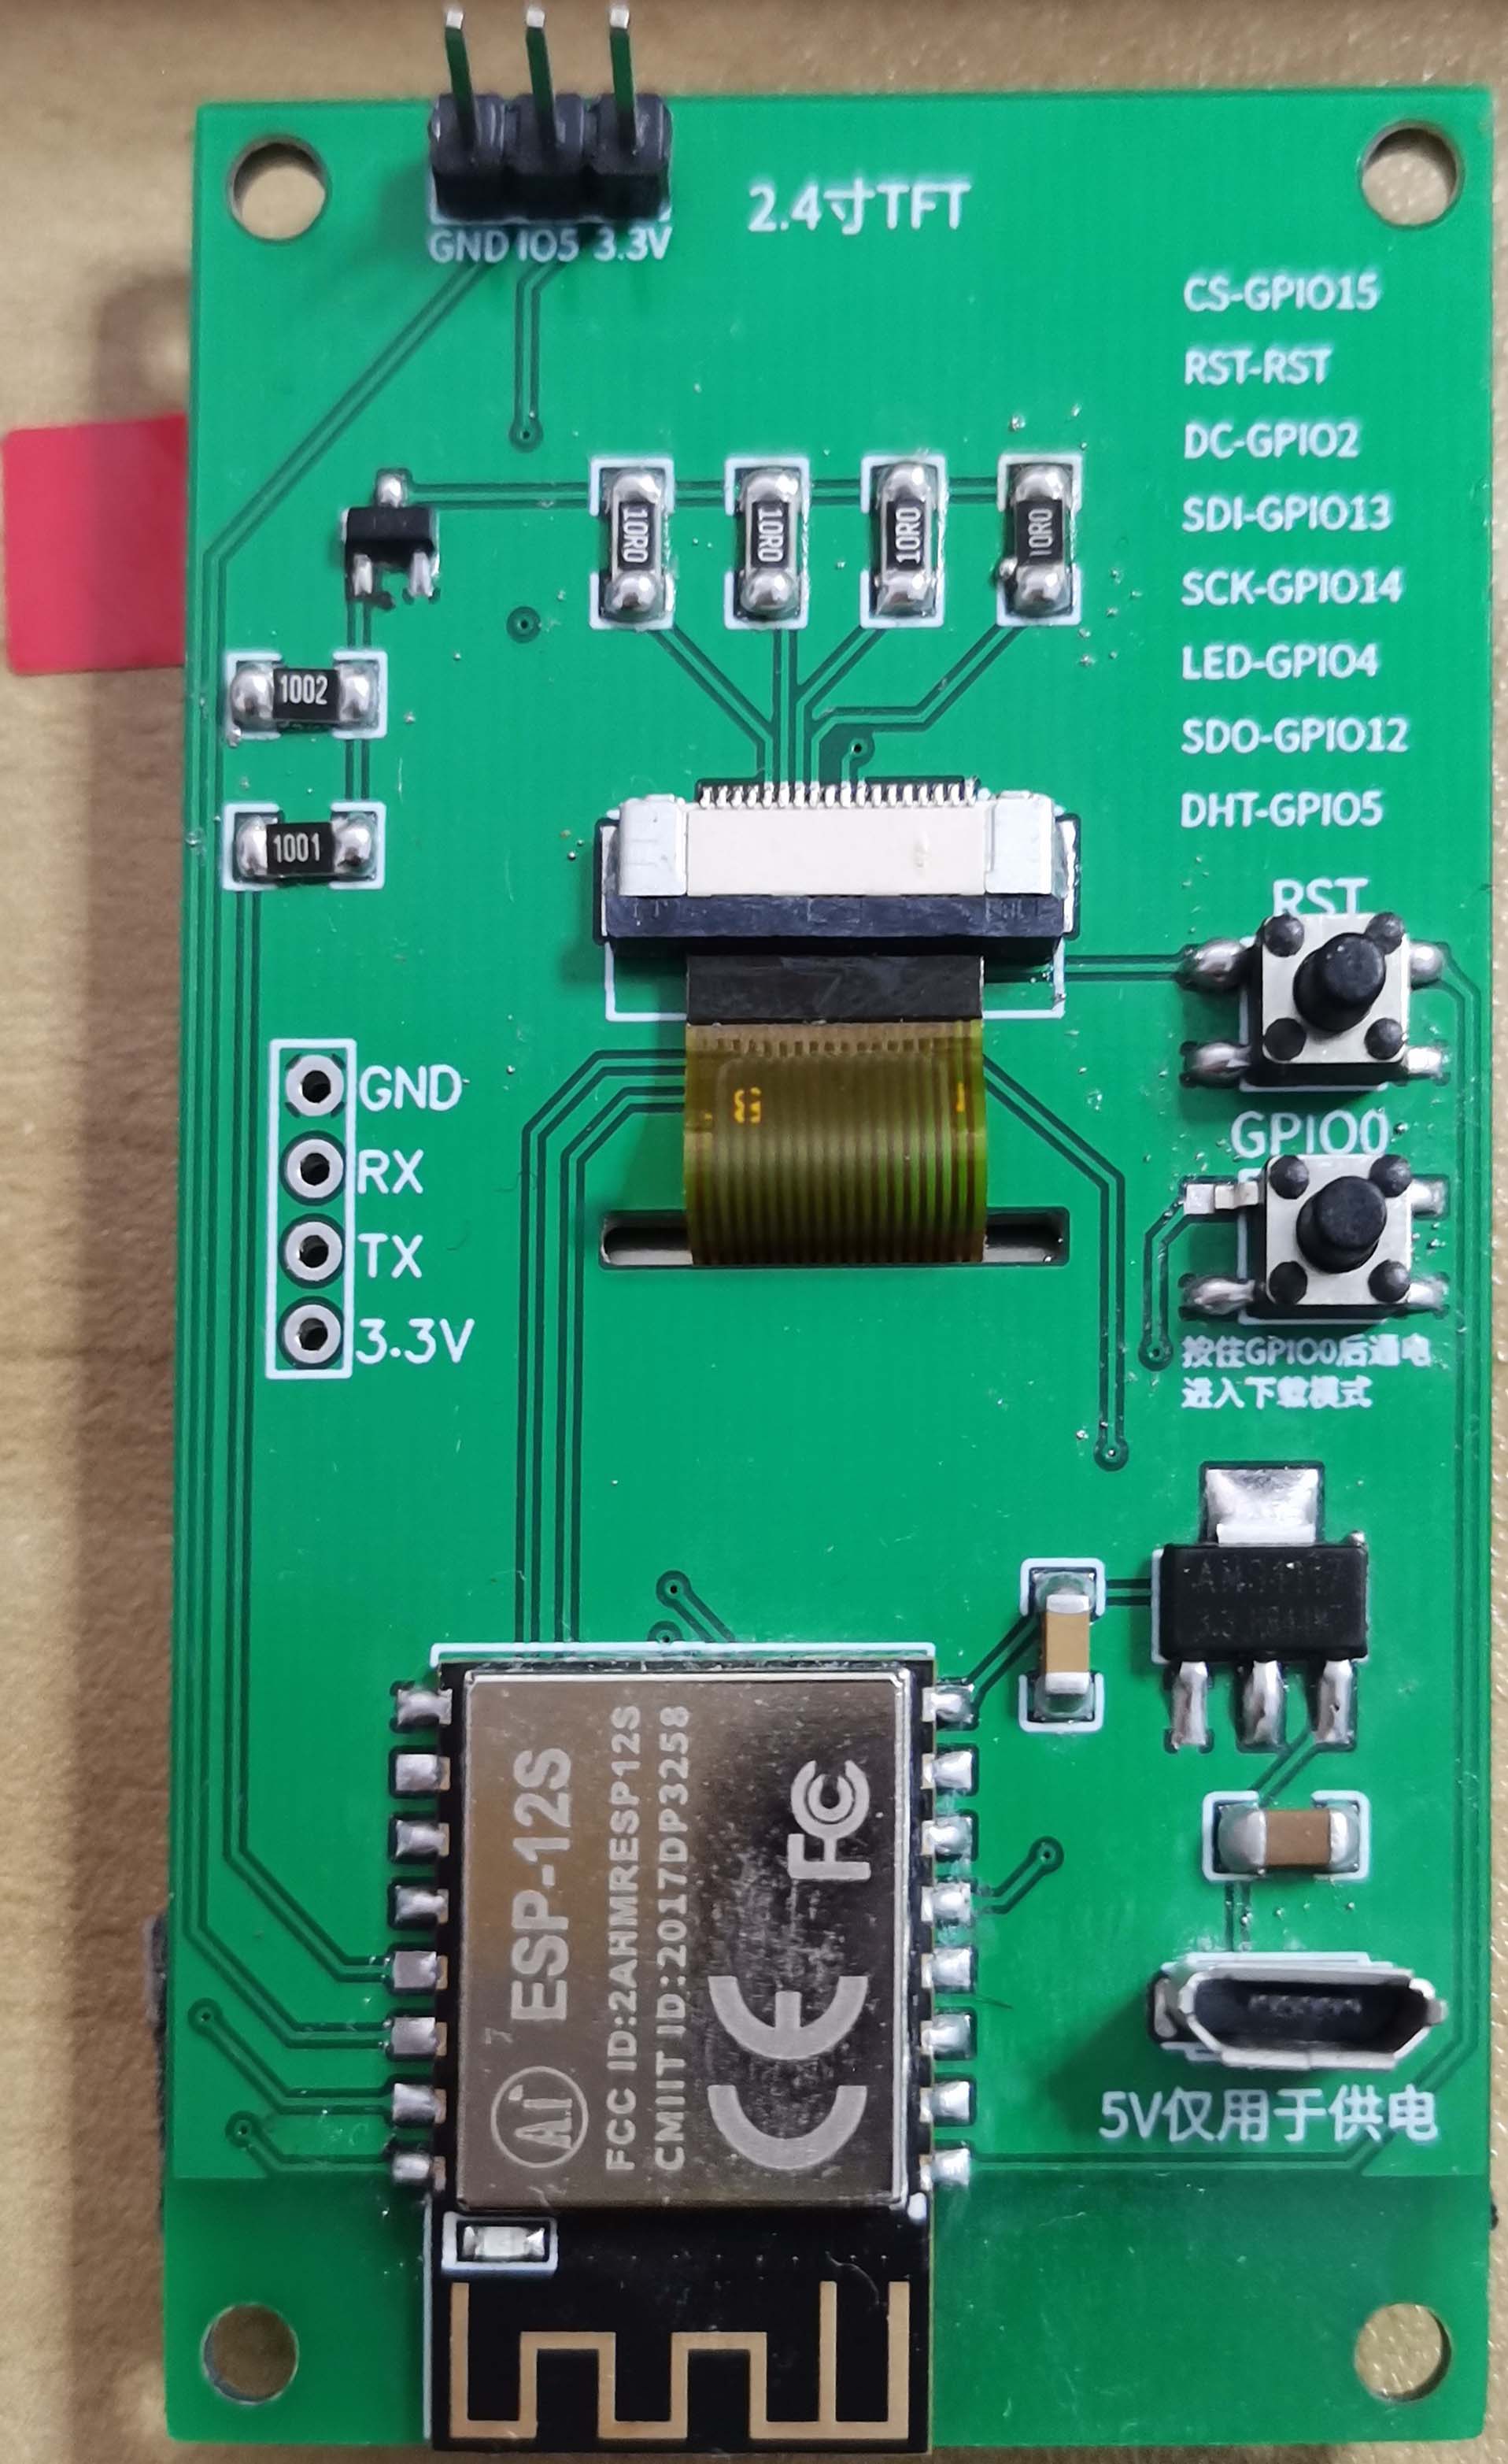 GND IO5 3.3V
2.4寸TFT
CS-GPIO15
RST-RST
DC-GPIO2
SDI-GPIO13
SCK-GPIO14
LED-GPIO4
SDO-GPIO12
DHT-GPIO5
10R0
10R0
10R0
10R0
1002
1001
RST
GND
RX
TX
3.3V
GPIO0
按住GPIO0后通电
进入下载模式
Ai ESP-12S
FCC ID:2AHMRESP12S
CMIIT ID:2017DP3258
CE FC
5V仅用于供电